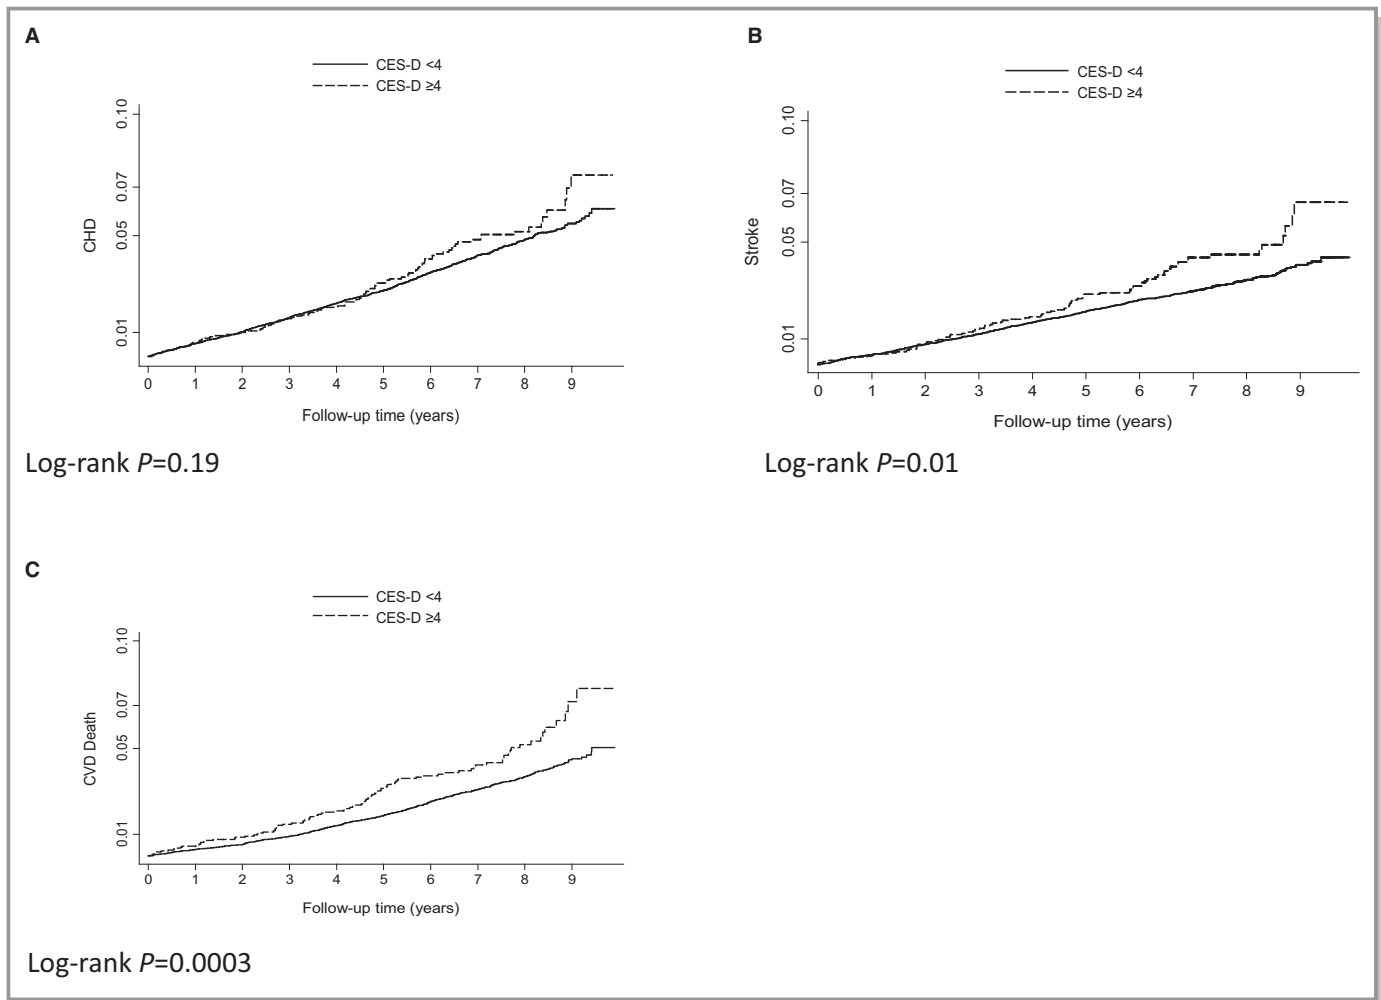 A
CES-D <4
CES-D ≥4
0.10
0.07
0.05
0.01
CHD
0 1 2 3 4 5 6 7 8 9
Follow-up time (years)
Log-rank P=0.19
B
CES-D <4
CES-D ≥4
0.10
0.07
0.05
0.01
Stroke
0 1 2 3 4 5 6 7 8 9
Follow-up time (years)
Log-rank P=0.01
C
CES-D <4
CES-D ≥4
0.10
0.07
0.05
0.01
CVD Death
0 1 2 3 4 5 6 7 8 9
Follow-up time (years)
Log-rank P=0.0003